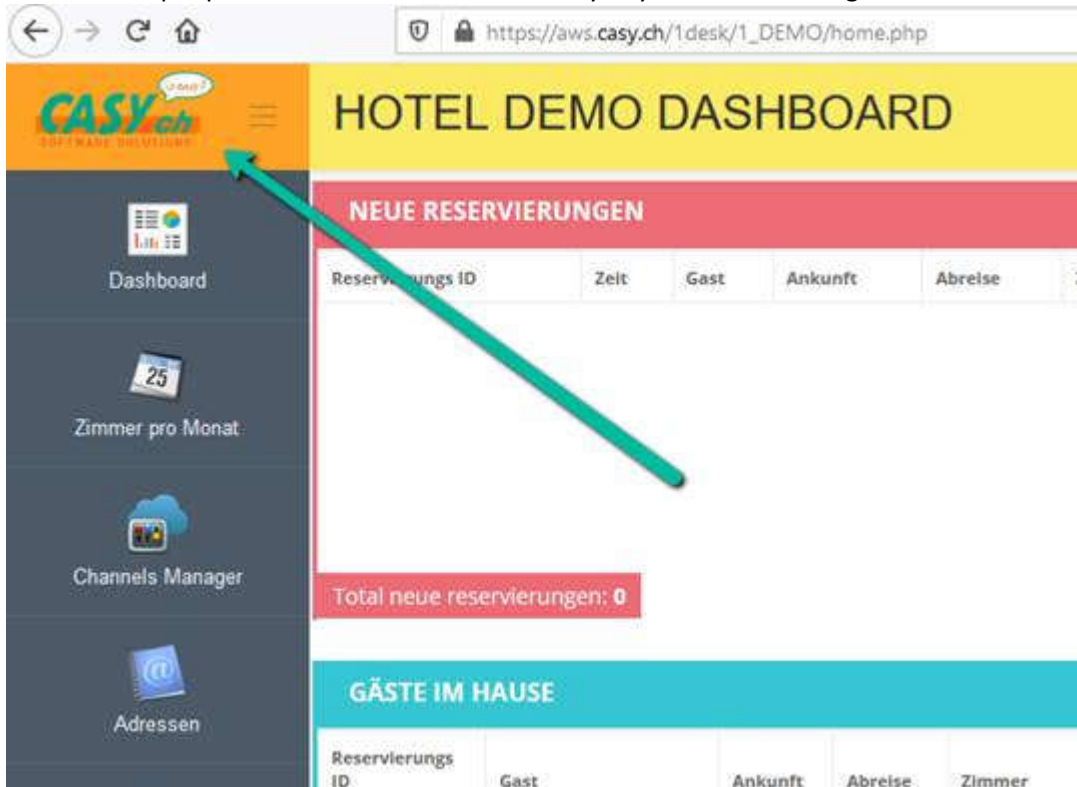 https://aws.casy.ch/1desk/1_DEMO/home.php
CASY.ch
SOFTWARE SOLUTIONS
HOTEL DEMO DASHBOARD
Dashboard
25
Zimmer pro Monat
Channels Manager
@
Adressen
NEUE RESERVIERUNGEN
Reservierungs ID Zeit Gast Ankunft Abreise
Total neue reservierungen: 0
GÄSTE IM HAUSE
Reservierungs
ID Gast Ankunft Abreise Zimmer